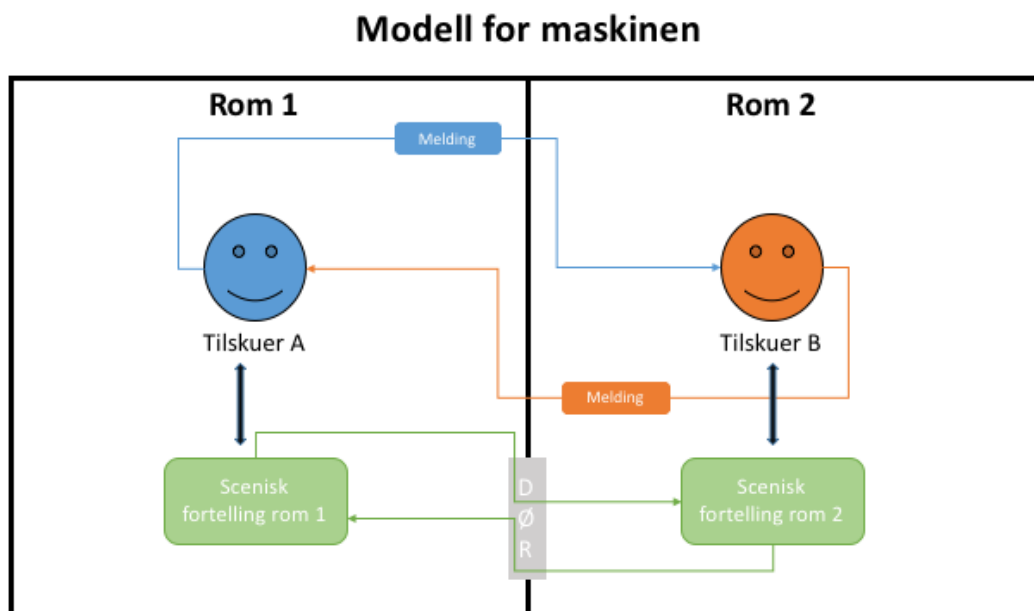 Modell for maskinen
Rom 1
Rom 2
Melding
Tilskuer A
Tilskuer B
Melding
Scenisk
fortelling rom 1
D
Ø
R
Scenisk
fortelling rom 2